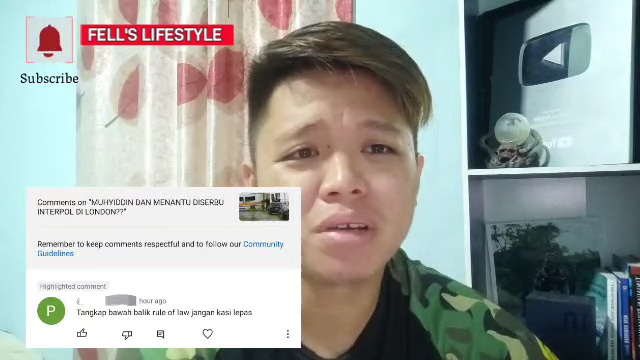 FELL'S LIFESTYLE
Subscribe
Comments on "MUHYIDDIN DAN MENANTU DISERBU
INTERPOL DI LONDON??"
Remember to keep comments respectful and to follow our Community
Guidelines
Highlighted comment
hour ago
P
Tangkap bawah balik rule of law jangan kasi lepas